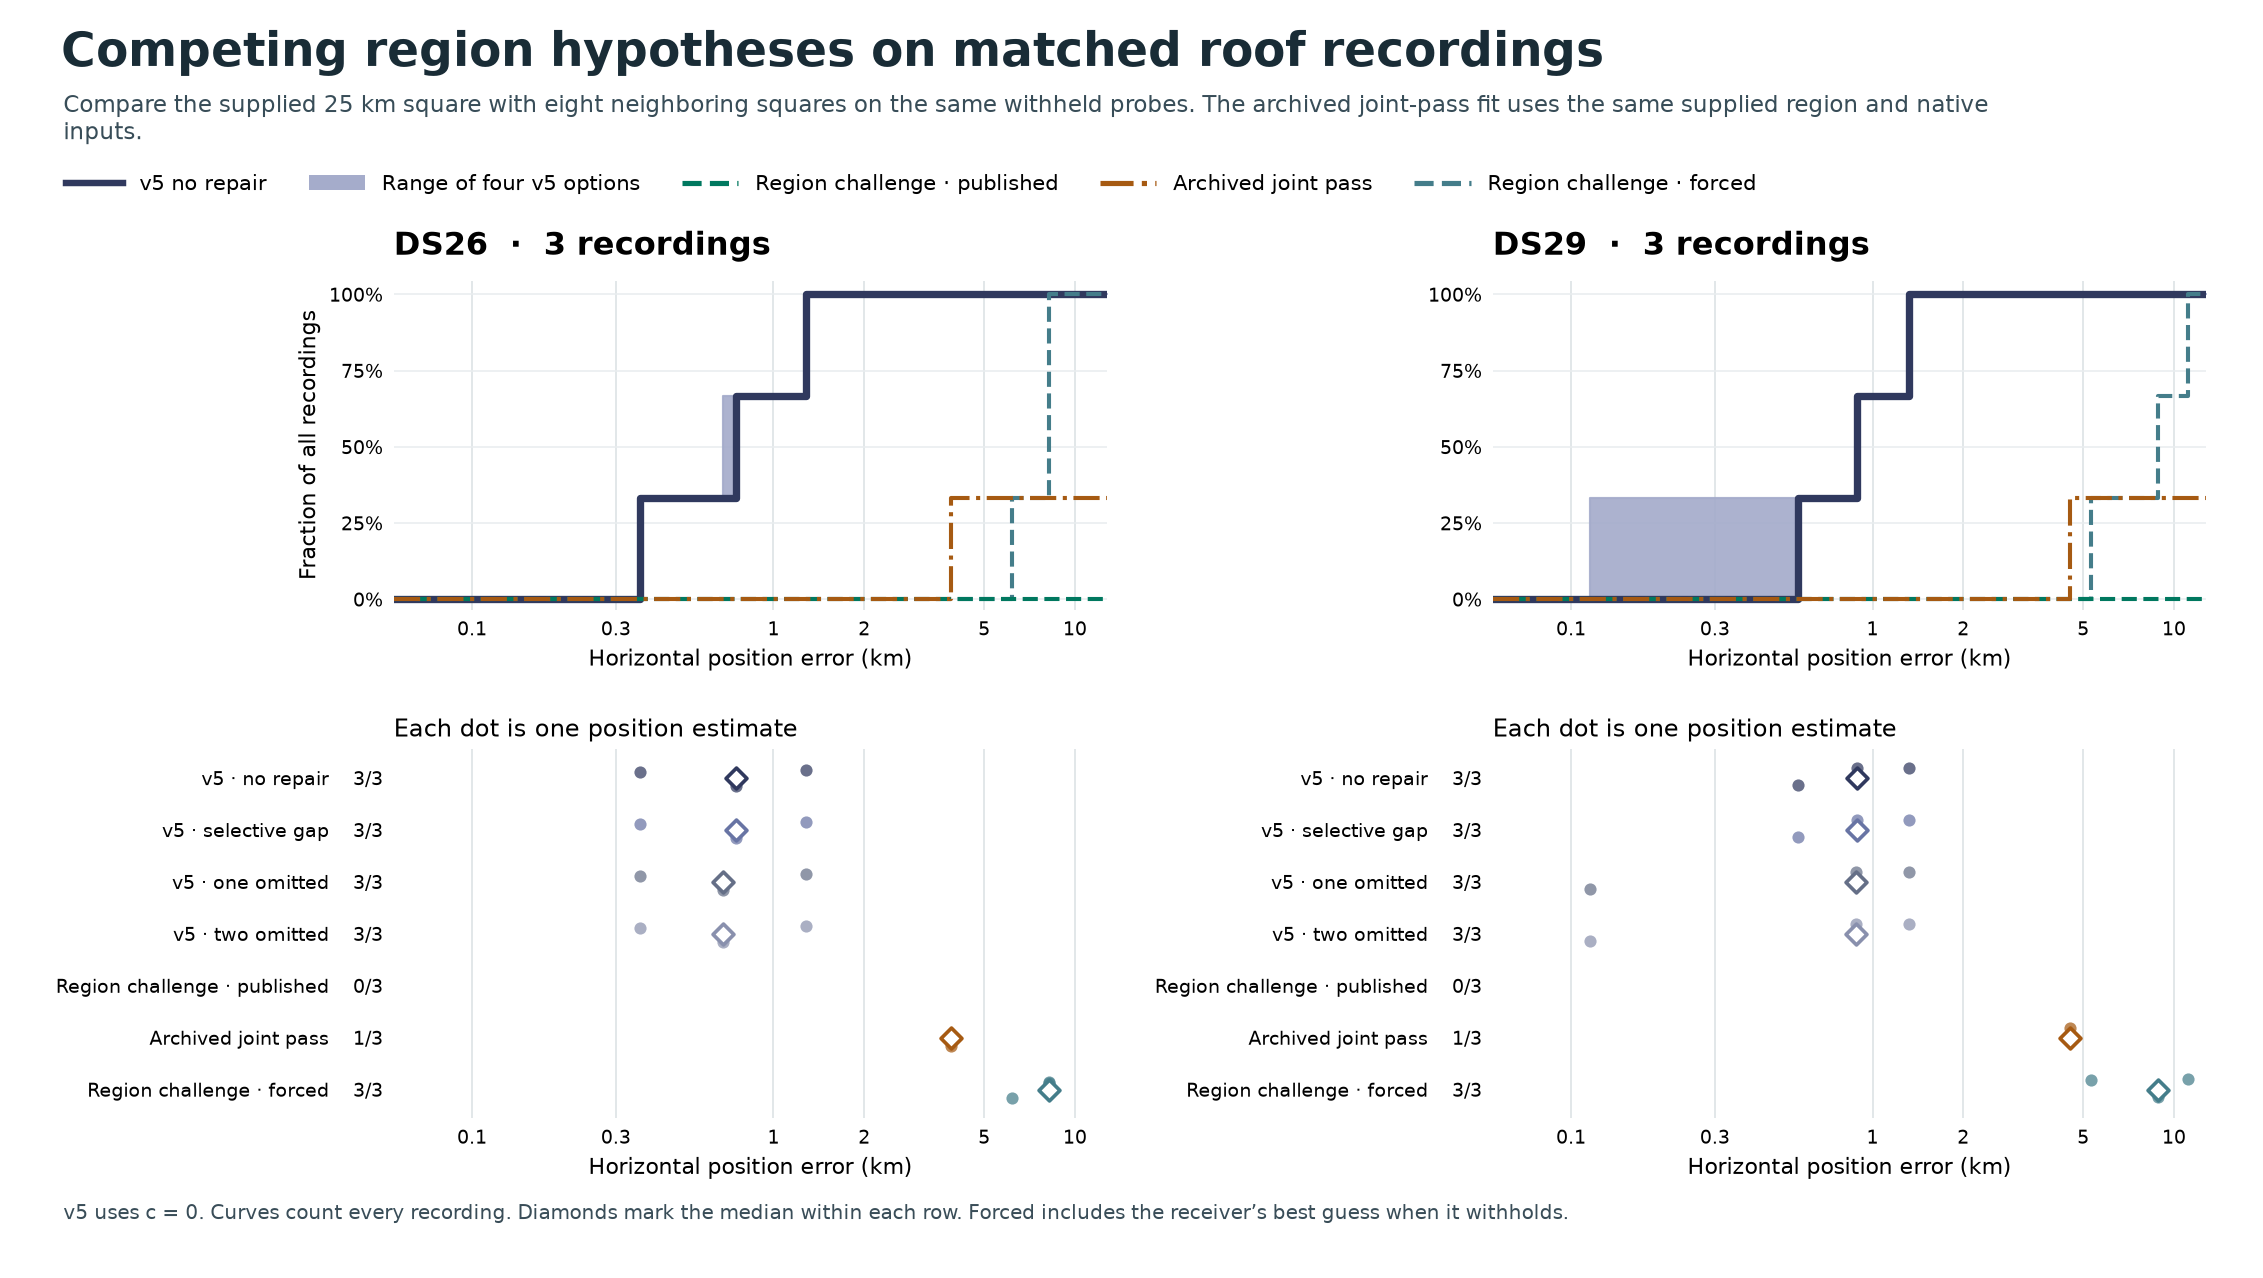 Competing region hypotheses on matched roof recordings
Compare the supplied 25 km square with eight neighboring squares on the same withheld probes. The archived joint-pass fit uses the same supplied region and native
inputs.
v5 no repair
Range of four v5 options
Region challenge · published
Archived joint pass
Region challenge · forced
DS26 · 3 recordings
Fraction of all recordings
100%
75%
50%
25%
0%
0.1 0.3 1 2 5 10
Horizontal position error (km)
DS29 · 3 recordings
100%
75%
50%
25%
0%
0.1 0.3 1 2 5 10
Horizontal position error (km)
Each dot is one position estimate
v5 · no repair 3/3
v5 · selective gap 3/3
v5 · one omitted 3/3
v5 · two omitted 3/3
Region challenge · published 0/3
Archived joint pass 1/3
Region challenge · forced 3/3
0.1 0.3 1 2 5 10
Horizontal position error (km)
Each dot is one position estimate
v5 · no repair 3/3
v5 · selective gap 3/3
v5 · one omitted 3/3
v5 · two omitted 3/3
Region challenge · published 0/3
Archived joint pass 1/3
Region challenge · forced 3/3
0.1 0.3 1 2 5 10
Horizontal position error (km)
v5 uses c = 0. Curves count every recording. Diamonds mark the median within each row. Forced includes the receiver’s best guess when it withholds.